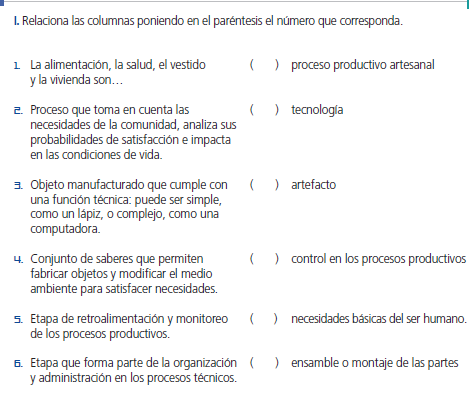 I. Relaciona las columnas poniendo en el paréntesis el número que corresponda.
1. La alimentación, la salud, el vestido ( ) proceso productivo artesanal
y la vivienda son...
2. Proceso que toma en cuenta las ( ) tecnología
necesidades de la comunidad, analiza sus
probabilidades de satisfacción e impacta
en las condiciones de vida.
3. Objeto manufacturado que cumple con ( ) artefacto
una función técnica: puede ser simple,
como un lápiz, o complejo, como una
computadora.
4. Conjunto de saberes que permiten ( ) control en los procesos productivos
fabricar objetos y modificar el medio
ambiente para satisfacer necesidades.
5. Etapa de retroalimentación y monitoreo ( ) necesidades básicas del ser humano.
de los procesos productivos.
6. Etapa que forma parte de la organización ( ) ensamble o montaje de las partes
y administración en los procesos técnicos.